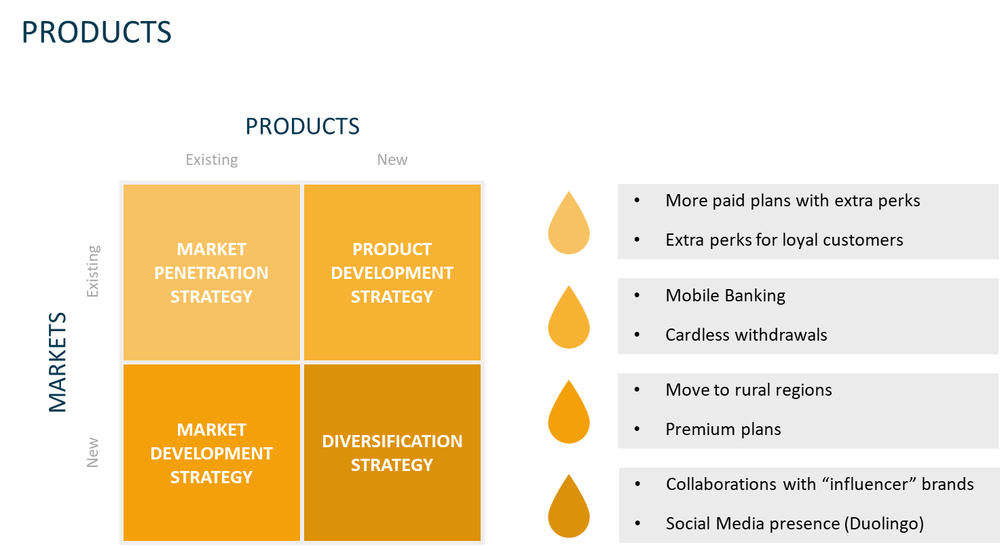 PRODUCTS
PRODUCTS
Existing
New
MARKETS
Existing
New
MARKET
PENETRATION
STRATEGY
PRODUCT
DEVELOPMENT
STRATEGY
MARKET
DEVELOPMENT
STRATEGY
DIVERSIFICATION
STRATEGY
• More paid plans with extra perks
• Extra perks for loyal customers
• Mobile Banking
• Cardless withdrawals
• Move to rural regions
• Premium plans
• Collaborations with “influencer” brands
• Social Media presence (Duolingo)